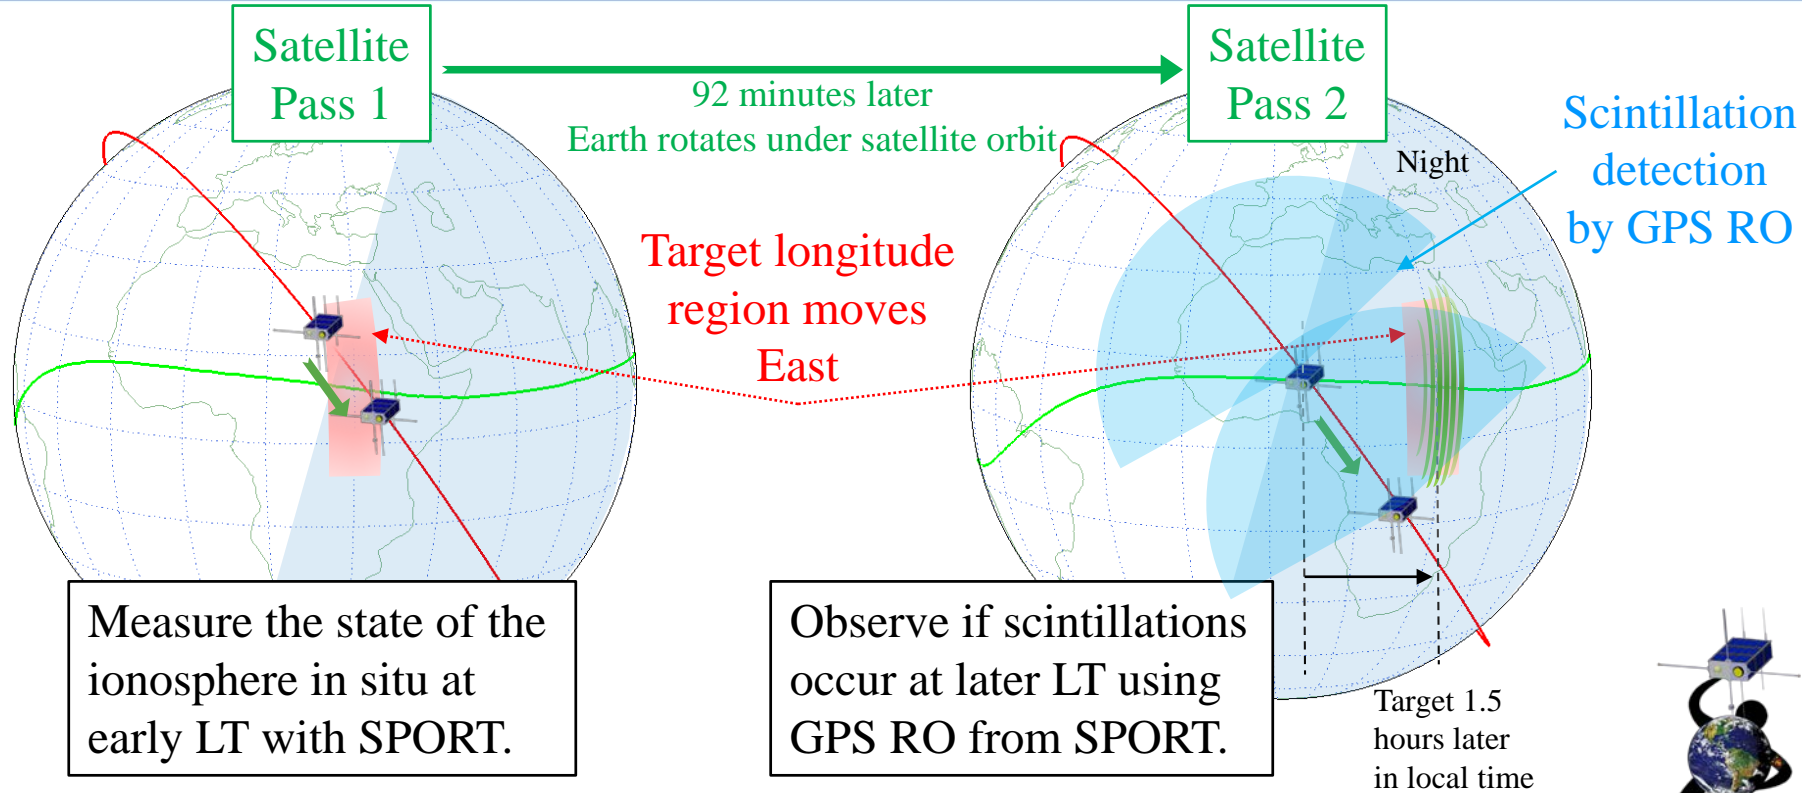 Satellite
Pass 1
92 minutes later
Earth rotates under satellite orbit
Satellite
Pass 2
Night
Scintillation
detection
by GPS RO
Target longitude
region moves
East
Measure the state of the
ionosphere in situ at
early LT with SPORT.
Observe if scintillations
occur at later LT using
GPS RO from SPORT.
Target 1.5
hours later
in local time